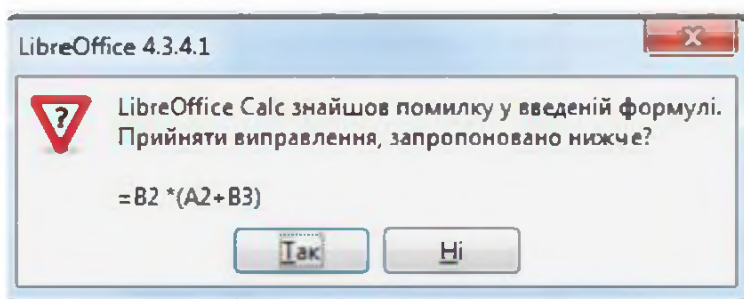 LibreOffice 4.3.4.1
LibreOffice Calc знайшов помилку у введеній формулі.
Прийняти виправлення, запропоновано нижче?
=B2 *(A2+B3)
Так
Ні